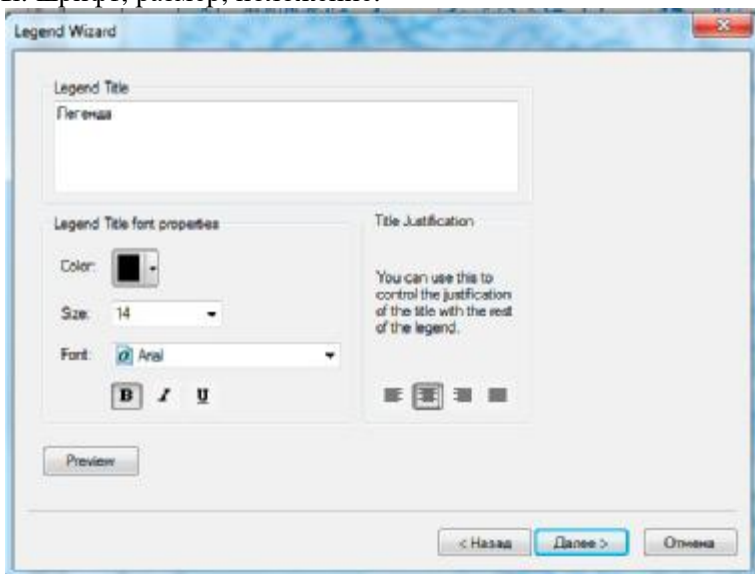 Legend Wizard
Legend Title
Легенда
Legend Title font properties
Title Justification
Color:
Size: 14
Font: Arial
B I U
You can use this to
control the justification
of the title with the rest
of the legend.
Preview
< Назад
Далее >
Отмена